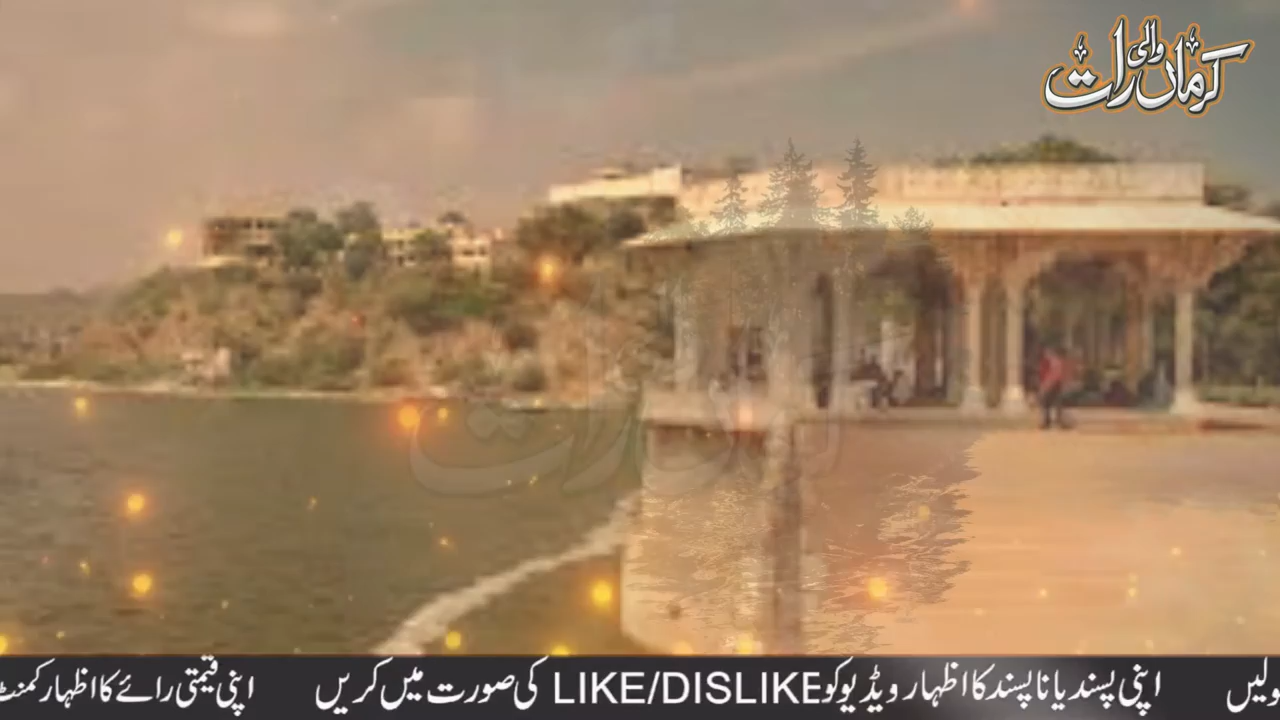 کرماں والی رات
ولیں اپنی پسند یا ناپسند کا اظہار ویڈیو کو LIKE/DISLIKE کی صورت میں کریں اپنی قیمتی رائے کا اظہار کمنٹ